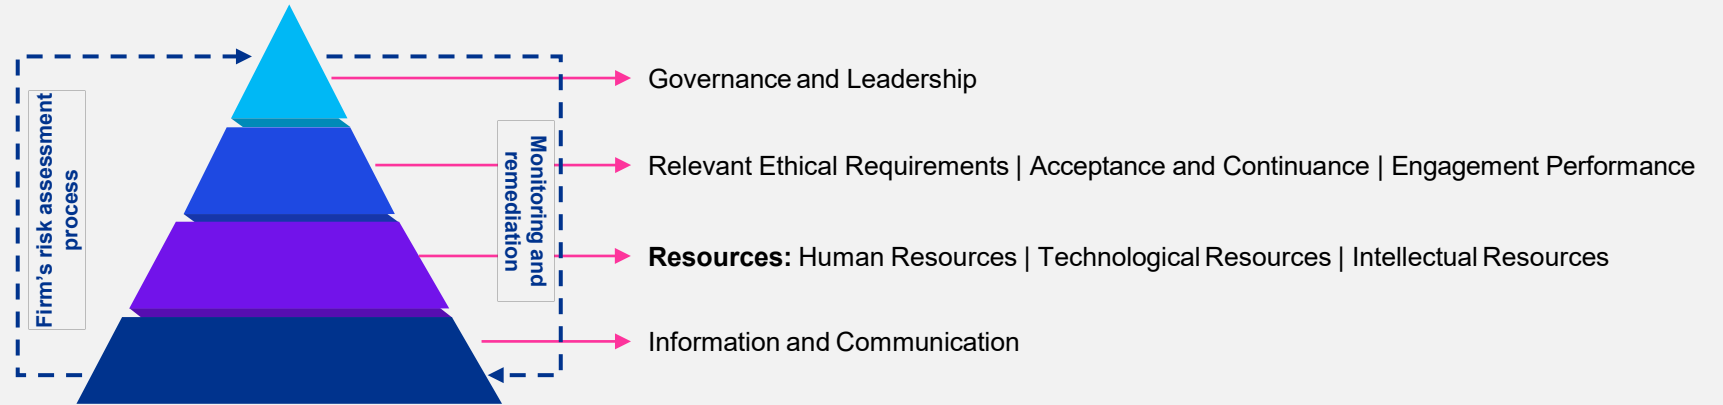 Firm's risk assessment
process
Monitoring and
remediation
Governance and Leadership
Relevant Ethical Requirements | Acceptance and Continuance | Engagement Performance
Resources: Human Resources | Technological Resources | Intellectual Resources
Information and Communication